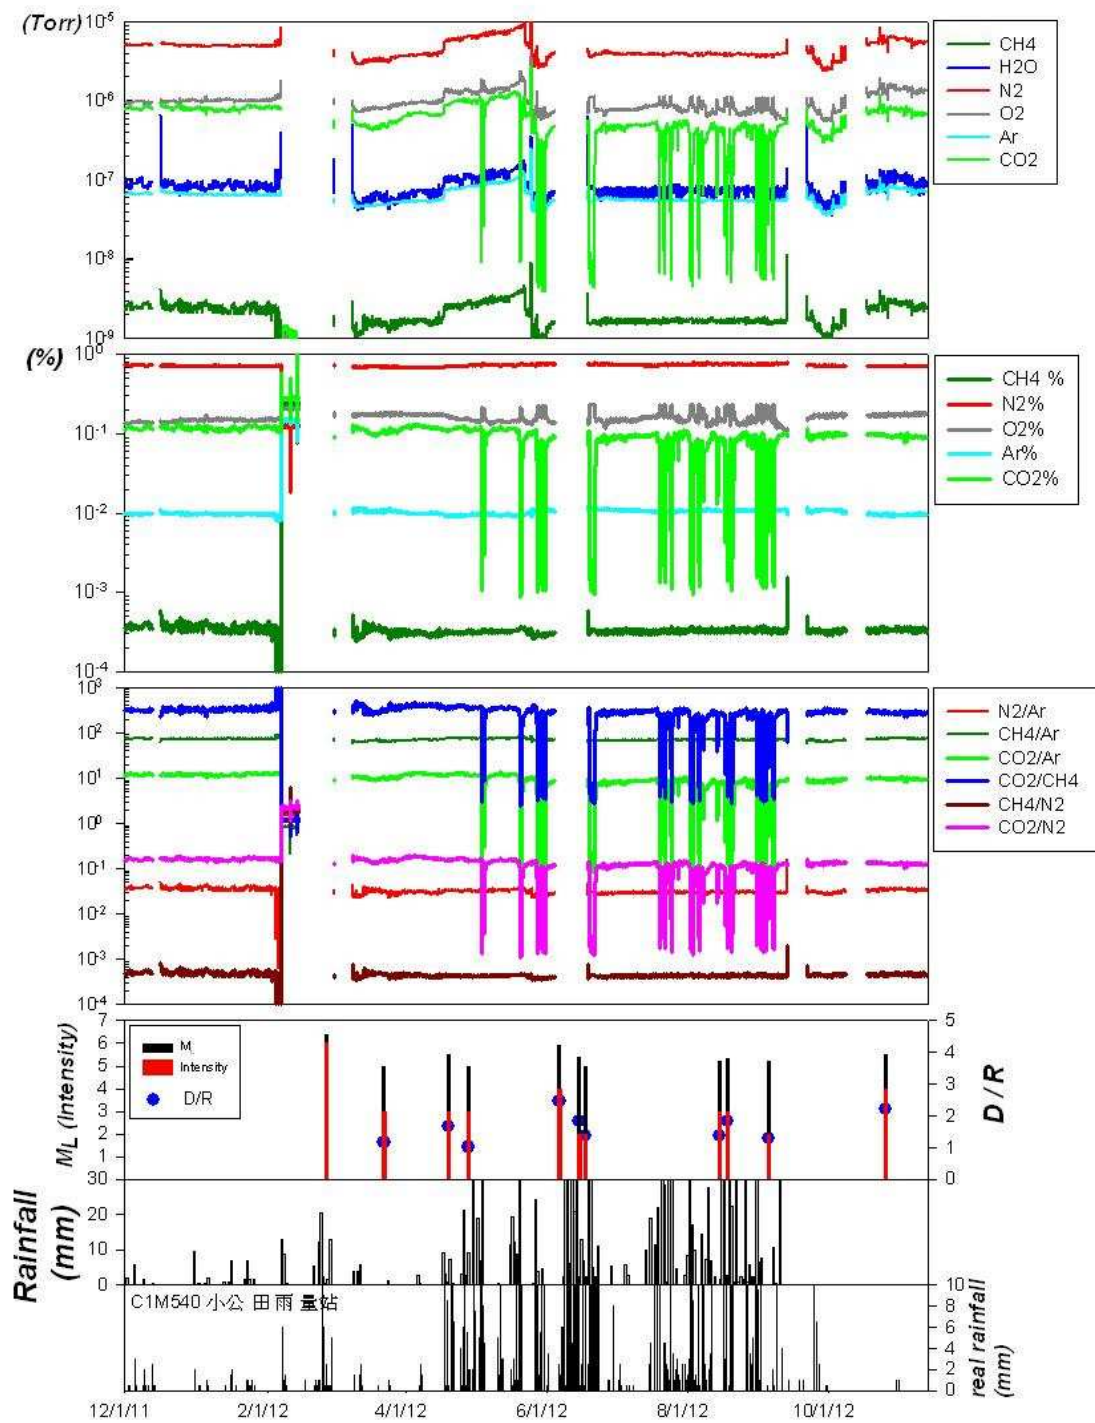 (Torr)
10-5
10-6
10-7
10-8
10-9
CH4
H2O
N2
O2
Ar
CO2
(%)
100
10-1
10-2
10-3
10-4
CH4 %
N2%
O2%
Ar%
CO2%
103
102
101
100
10-1
10-2
10-3
10-4
N2/Ar
CH4/Ar
CO2/Ar
CO2/CH4
CH4/N2
CO2/N2
ML (Intensity)
7
6
5
4
3
2
1
ML
Intensity
D/R
5
4
3
2
1
0
D/R
Rainfall
(mm)
30
20
10
0
C1M540 小公 田 雨 量站
10
8
6
4
2
0
real rainfall
(mm)
12/1/11 2/1/12 4/1/12 6/1/12 8/1/12 10/1/12